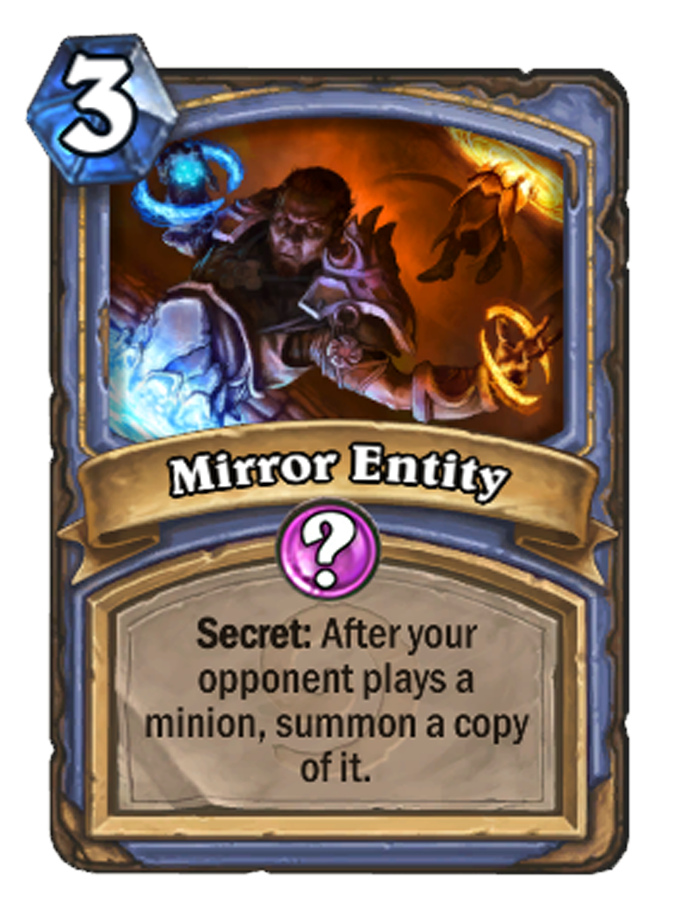 3
Mirror Entity
?
Secret: After your
opponent plays a
minion, summon a copy
of it.